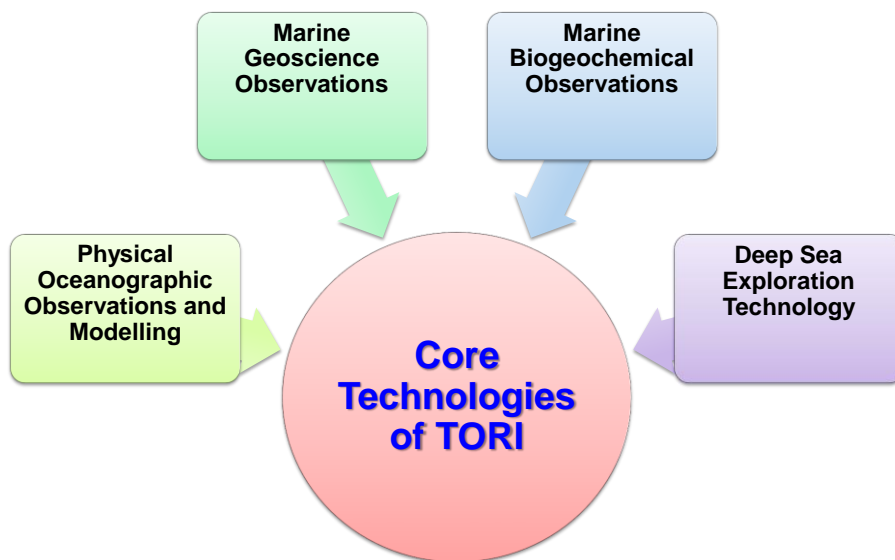 Marine
Geoscience
Observations
Marine
Biogeochemical
Observations
Physical
Oceanographic
Observations and
Modelling
Deep Sea
Exploration
Technology
Core
Technologies
of TORI